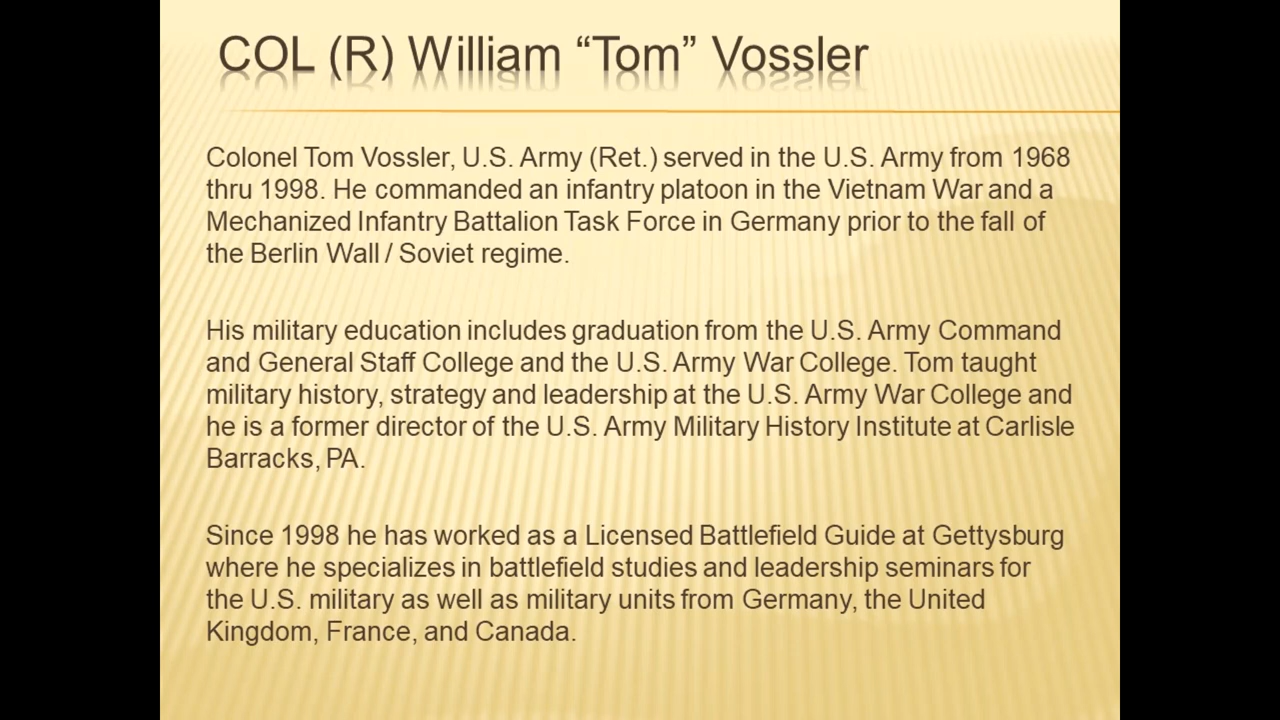 COL (R) William “Tom” Vossler
Colonel Tom Vossler, U.S. Army (Ret.) served in the U.S. Army from 1968
thru 1998. He commanded an infantry platoon in the Vietnam War and a
Mechanized Infantry Battalion Task Force in Germany prior to the fall of
the Berlin Wall / Soviet regime.
His military education includes graduation from the U.S. Army Command
and General Staff College and the U.S. Army War College. Tom taught
military history, strategy and leadership at the U.S. Army War College and
he is a former director of the U.S. Army Military History Institute at Carlisle
Barracks, PA.
Since 1998 he has worked as a Licensed Battlefield Guide at Gettysburg
where he specializes in battlefield studies and leadership seminars for
the U.S. military as well as military units from Germany, the United
Kingdom, France, and Canada.